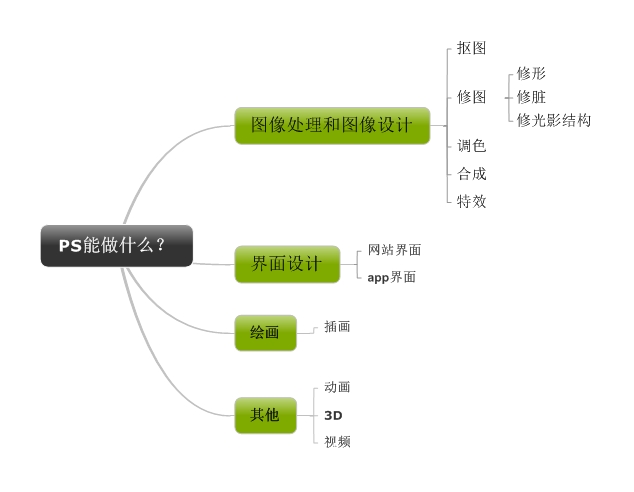 PS能做什么？
图像处理和图像设计
抠图
修图
修形
修脏
修光影结构
调色
合成
特效
界面设计
网站界面
app界面
绘画
插画
其他
动画
3D
视频